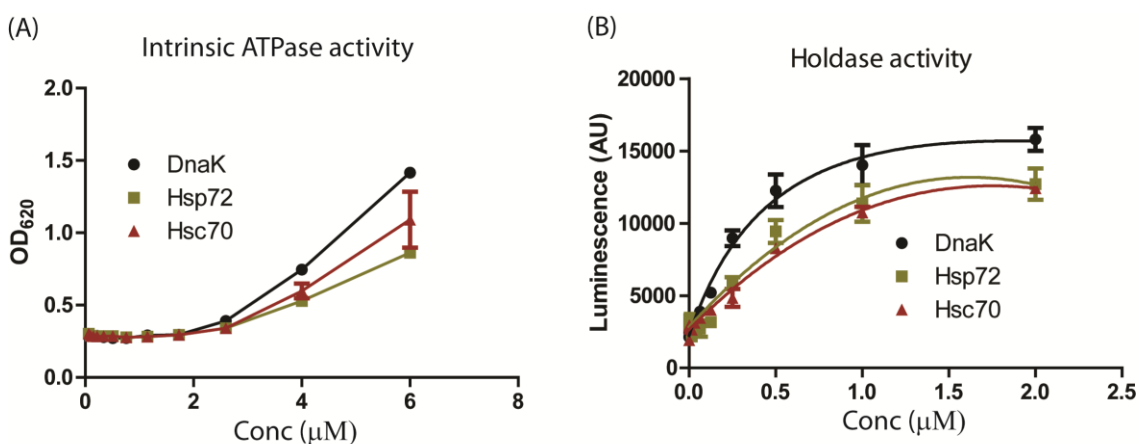 (A)
Intrinsic ATPase activity
OD620
2.0
1.5
1.0
0.5
0.0
DnaK
Hsp72
Hsc70
0
2
4
6
8
Conc (μM)
(B)
Holdase activity
Luminescence (AU)
20000
15000
10000
5000
0
DnaK
Hsp72
Hsc70
0.0
0.5
1.0
1.5
2.0
2.5
Conc (μM)